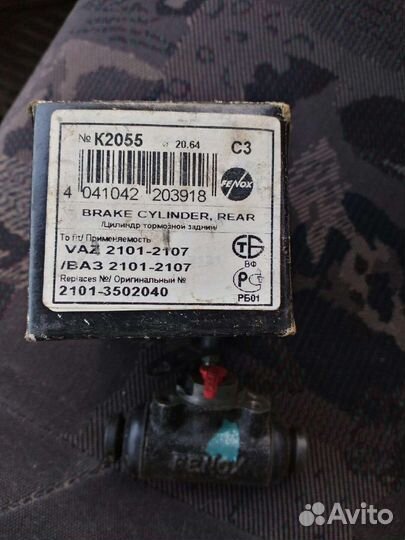 № K2055
⌀ 20.64
C3
FENOX
4 041042 203918
BRAKE CYLINDER, REAR
/Цилиндр тормозной задний/
To fit/ Применяемость
VAZ 2101-2107
/ВАЗ 2101-2107
Replaces №/ Оригинальный №
2101-3502040
ВФ
РБ01
FENOX
Avito